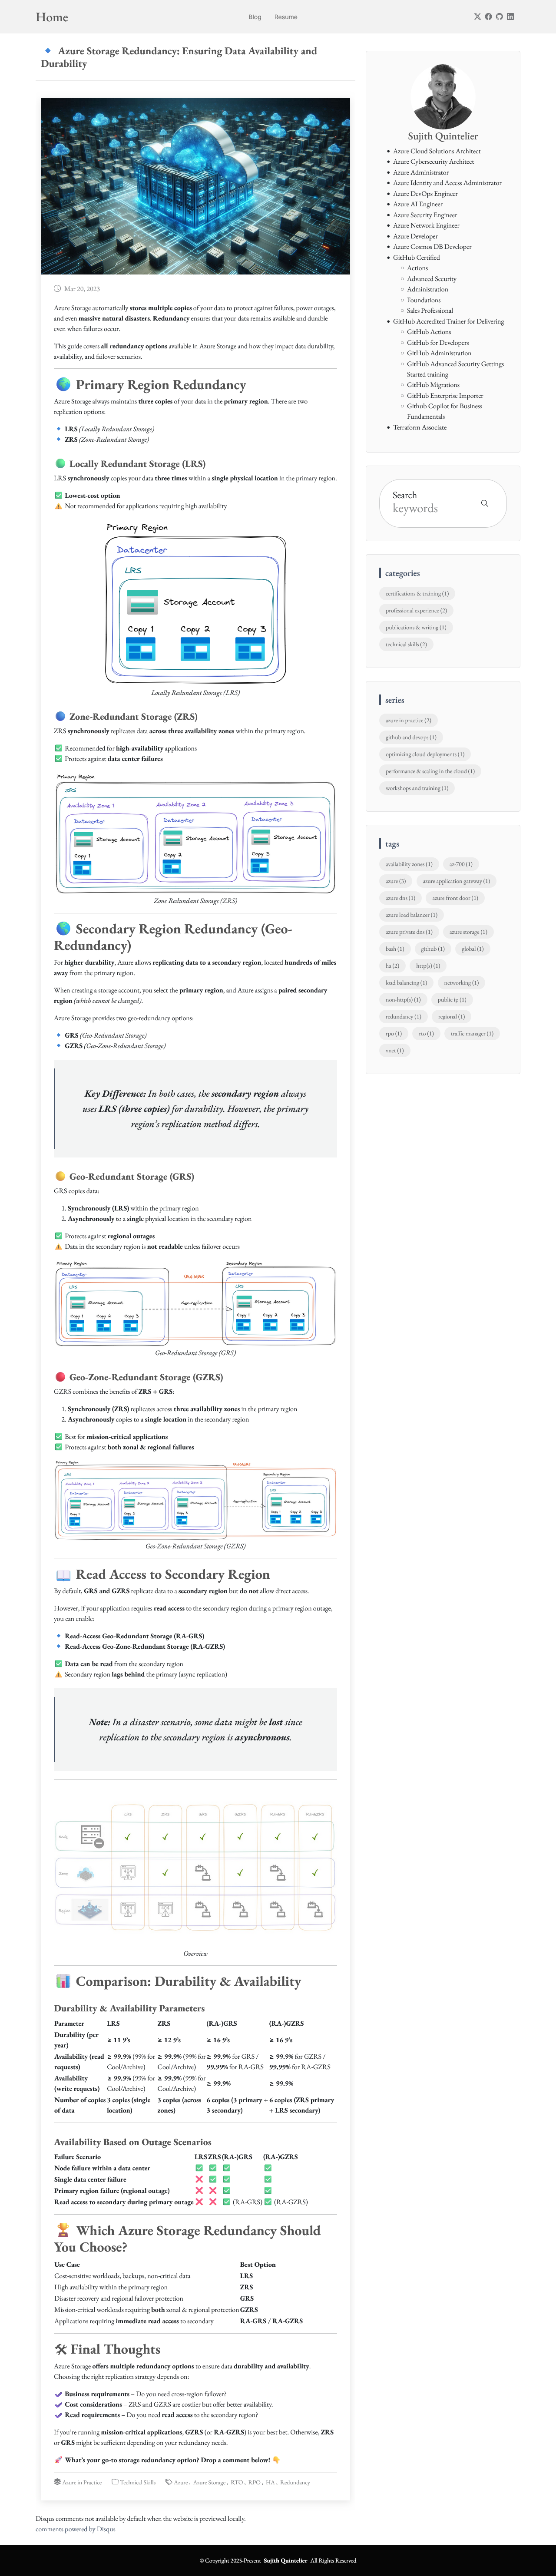 Home
Blog
Resume
Azure Storage Redundancy: Ensuring Data Availability and
Durability
Mar 20, 2023
Azure Storage automatically stores multiple copies of your data to protect against failures, power outages,
and even massive natural disasters. Redundancy ensures that your data remains available and durable
even when failures occur.
This guide covers all redundancy options available in Azure Storage and how they impact data durability,
availability, and failover scenarios.
Primary Region Redundancy
Azure Storage always maintains three copies of your data in the primary region. There are two
replication options:
LRS (Locally Redundant Storage)
ZRS (Zone-Redundant Storage)
Locally Redundant Storage (LRS)
LRS synchronously copies your data three times within a single physical location in the primary region.
Lowest-cost option
Not recommended for applications requiring high availability
Primary Region
Datacenter
LRS
Storage Account
Copy 1 Copy 2 Copy 3
Locally Redundant Storage (LRS)
Zone-Redundant Storage (ZRS)
ZRS synchronously replicates data across three availability zones within the primary region.
Recommended for high-availability applications
Protects against data center failures
Primary Region
ZRS
Availability Zone 1 Availability Zone 2 Availability Zone 3
Datacenter Datacenter Datacenter
Storage Account Storage Account Storage Account
Copy 1 Copy 2 Copy 3
Zone Redundant Storage (ZRS)
Secondary Region Redundancy (Geo-
Redundancy)
For higher durability, Azure allows replicating data to a secondary region, located hundreds of miles
away from the primary region.
When creating a storage account, you select the primary region, and Azure assigns a paired secondary
region (which cannot be changed).
Azure Storage provides two geo-redundancy options:
GRS (Geo-Redundant Storage)
GZRS (Geo-Zone-Redundant Storage)
Key Difference: In both cases, the secondary region always
uses LRS (three copies) for durability. However, the primary
region's replication method differs.
Geo-Redundant Storage (GRS)
GRS copies data:
1. Synchronously (LRS) within the primary region
2. Asynchronously to a single physical location in the secondary region
Protects against regional outages
Data in the secondary region is not readable unless failover occurs
Primary Region Secondary Region
Datacenter Datacenter
LRS LRS
Storage Account Storage Account
Geo-replication
Copy 1 Copy 2 Copy 3 Copy 1 Copy 2 Copy 3
Geo-Redundant Storage (GRS)
Geo-Zone-Redundant Storage (GZRS)
GZRS combines the benefits of ZRS + GRS:
1. Synchronously (ZRS) replicates across three availability zones in the primary region
2. Asynchronously copies to a single location in the secondary region
Best for mission-critical applications
Protects against both zonal & regional failures
Primary Region
Secondary Region
ZRS
Availability Zone 1 Availability Zone 2 Availability Zone 3
Datacenter Datacenter Datacenter Datacenter
LRS
Storage Account Storage Account Storage Account Storage Account
Geo-replication
Copy 1 Copy 2 Copy 3 Copy 1 Copy 2 Copy 3
Geo-Zone-Redundant Storage (GZRS)
Read Access to Secondary Region
By default, GRS and GZRS replicate data to a secondary region but do not allow direct access.
However, if your application requires read access to the secondary region during a primary region outage,
you can enable:
Read-Access Geo-Redundant Storage (RA-GRS)
Read-Access Geo-Zone-Redundant Storage (RA-GZRS)
Data can be read from the secondary region
Secondary region lags behind the primary (async replication)
Note: In a disaster scenario, some data might be lost since
replication to the secondary region is asynchronous.
LRS ZRS GRS GZRS RA-GRS RA-GZRS
Zone
Region
Overview
Comparison: Durability & Availability
Durability & Availability Parameters
Parameter LRS ZRS (RA-)GRS (RA-)GZRS
Durability (per year) ≥ 11 9's ≥ 12 9's ≥ 16 9's ≥ 16 9's
Availability (read requests) ≥ 99.9% (99% for Cool/Archive) ≥ 99.9% (99% for Cool/Archive) ≥ 99.9% for GRS / 99.99% for RA-GRS ≥ 99.9% for GZRS / 99.99% for RA-GZRS
Availability (write requests) ≥ 99.9% (99% for Cool/Archive) ≥ 99.9% (99% for Cool/Archive) ≥ 99.9% ≥ 99.9%
Number of copies of data 3 copies (single location) 3 copies (across zones) 6 copies (3 primary + 3 secondary) 6 copies (ZRS primary + LRS secondary)
Availability Based on Outage Scenarios
Failure Scenario LRS ZRS (RA-)GRS (RA-)GZRS
Node failure within a data center ✅ ✅ ✅ ✅
Single data center failure ❌ ✅ ✅ ✅
Primary region failure (regional outage) ❌ ❌ ✅ ✅
Read access to secondary during primary outage ❌ ❌ ✅ (RA-GRS) ✅ (RA-GZRS)
Which Azure Storage Redundancy Should
You Choose?
Use Case Best Option
Cost-sensitive workloads, backups, non-critical data LRS
High availability within the primary region ZRS
Disaster recovery and regional failover protection GRS
Mission-critical workloads requiring both zonal & regional protection GZRS
Applications requiring immediate read access to secondary RA-GRS / RA-GZRS
Final Thoughts
Azure Storage offers multiple redundancy options to ensure data durability and availability.
Choosing the right replication strategy depends on:
Business requirements – Do you need cross-region failover?
Cost considerations – ZRS and GZRS are costlier but offer better availability.
Read requirements – Do you need read access to the secondary region?
If you're running mission-critical applications, GZRS (or RA-GZRS) is your best bet. Otherwise, ZRS
or GRS might be sufficient depending on your redundancy needs.
What's your go-to storage redundancy option? Drop a comment below!
Azure in Practice Technical Skills Azure, Azure Storage, RTO, RPO, HA, Redundancy
Disqus comments not available by default when the website is previewed locally.
comments powered by Disqus
Sujith Quintelier
Azure Cloud Solutions Architect
Azure Cybersecurity Architect
Azure Administrator
Azure Identity and Access Administrator
Azure DevOps Engineer
Azure AI Engineer
Azure Security Engineer
Azure Network Engineer
Azure Developer
Azure Cosmos DB Developer
GitHub Certified
Actions
Advanced Security
Administration
Foundations
Sales Professional
GitHub Accredited Trainer for Delivering
GitHub Actions
GitHub for Developers
GitHub Administration
GitHub Advanced Security Gettings
Started training
GitHub Migrations
GitHub Enterprise Importer
Github Copilot for Business
Fundamentals
Terraform Associate
Search
keywords
categories
certifications & training (1)
professional experience (2)
publications & writing (1)
technical skills (2)
series
azure in practice (2)
github and devops (1)
optimizing cloud deployments (1)
performance & scaling in the cloud (1)
workshops and training (1)
tags
availability zones (1) az-700 (1)
azure (3) azure application gateway (1)
azure dns (1) azure front door (1)
azure load balancer (1)
azure private dns (1) azure storage (1)
bash (1) github (1) global (1)
ha (2) http(s) (1)
load balancing (1) networking (1)
non-http(s) (1) public ip (1)
redundancy (1) regional (1)
rpo (1) rto (1) traffic manager (1)
vnet (1)
© Copyright 2025-Present Sujith Quintelier All Rights Reserved